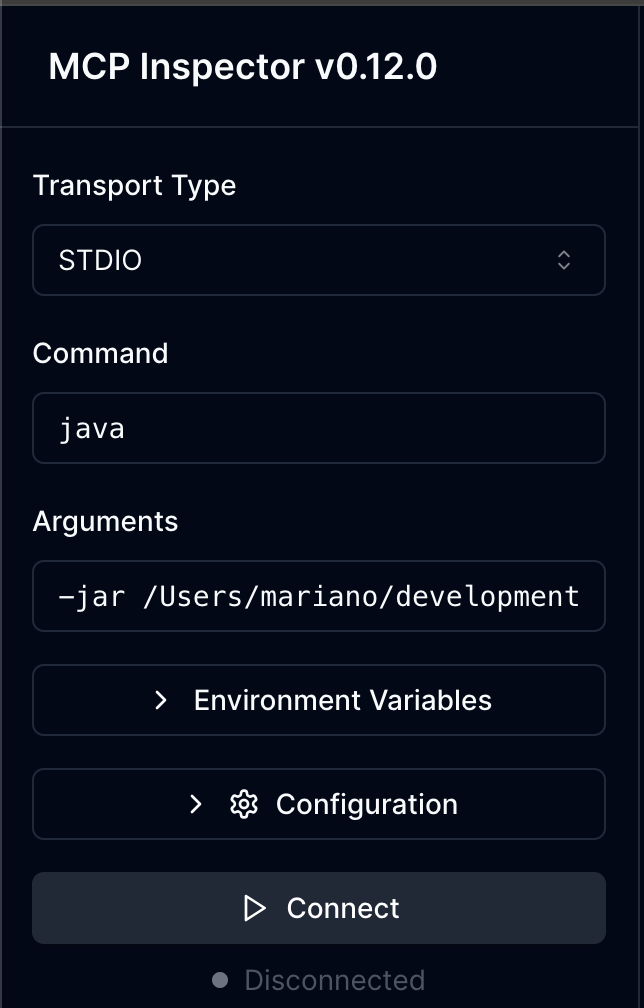 MCP Inspector v0.12.0
Transport Type
STDIO
Command
java
Arguments
-jar /Users/mariano/development
Environment Variables
Configuration
Connect
Disconnected